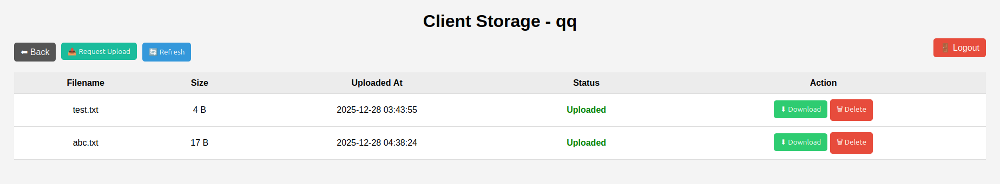 Client Storage - qq
⬅ Back 📤 Request Upload 🔄 Refresh 🚪 Logout
Filename Size Uploaded At Status Action
test.txt 4 B 2025-12-28 03:43:55 Uploaded ⬇ Download 🗑 Delete
abc.txt 17 B 2025-12-28 04:38:24 Uploaded ⬇ Download 🗑 Delete